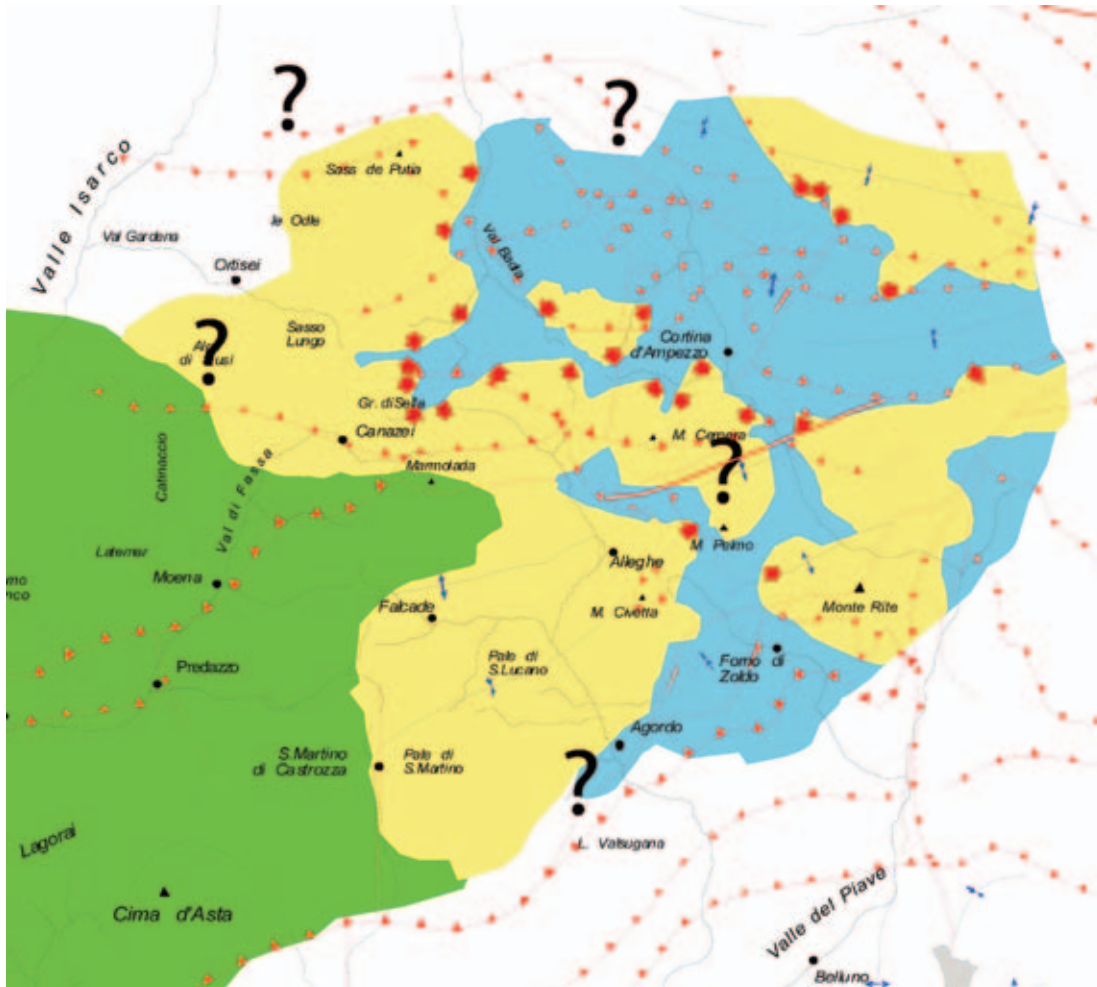 ?
?
Valle Isarco
Sass de Putia
le Odle
Val Gardena
Ortisei
Val Badia
?
Sasso
Lungo
Cortina
d'Ampezzo
Gr. di Sella
Canazei
M. Cernera
?
Catinaccio
Val di Fassa
Marmolada
M. Pelmo
Latemar
Alleghe
Moena
Falcade
M. Civetta
Monte Rite
Predazzo
Pale di
S.Lucano
Forno di
Zoldo
Agordo
S.Martino
di Castrozza
Pale di
S.Martino
?
Lagorai
L. Valsugana
Cima d'Asta
Valle del Piave
Belluno